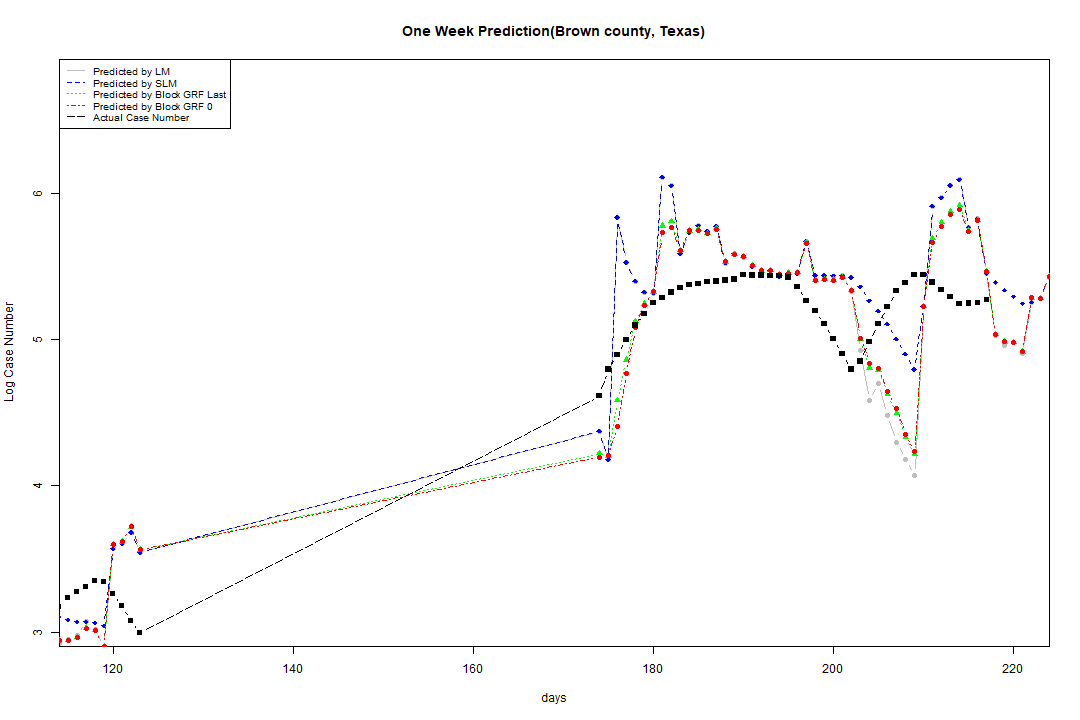 One Week Prediction(Brown county, Texas)
Predicted by LM
Predicted by SLM
Predicted by Block GRF Last
Predicted by Block GRF 0
Actual Case Number
6
5
4
3
Log Case Number
120 140 160 180 200 220
days